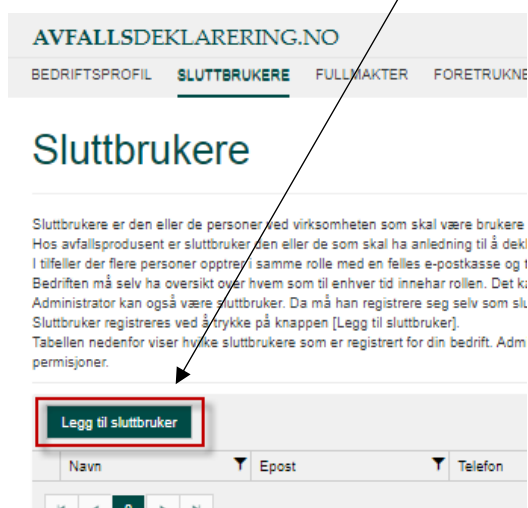 AVFALLSDEKLARERING.NO
BEDRIFTSPROFIL SLUTTBRUKERE FULLMAKTER FORETRUKNE
Sluttbrukere
Sluttbrukere er den eller de personer ved virksomheten som skal være brukere
Hos avfallsprodusent er sluttbruker den eller de som skal ha anledning til å dekl
I tilfeller der flere personer opptrer i samme rolle med en felles e-postkasse og t
Bedriften må selv ha oversikt over hvem som til enhver tid innehar rollen. Det ka
Administrator kan også være sluttbruker. Da må han registrere seg selv som slu
Sluttbruker registreres ved å trykke på knappen [Legg til sluttbruker].
Tabellen nedenfor viser hvilke sluttbrukere som er registrert for din bedrift. Adm
permisjoner.
Legg til sluttbruker
Navn Epost Telefon